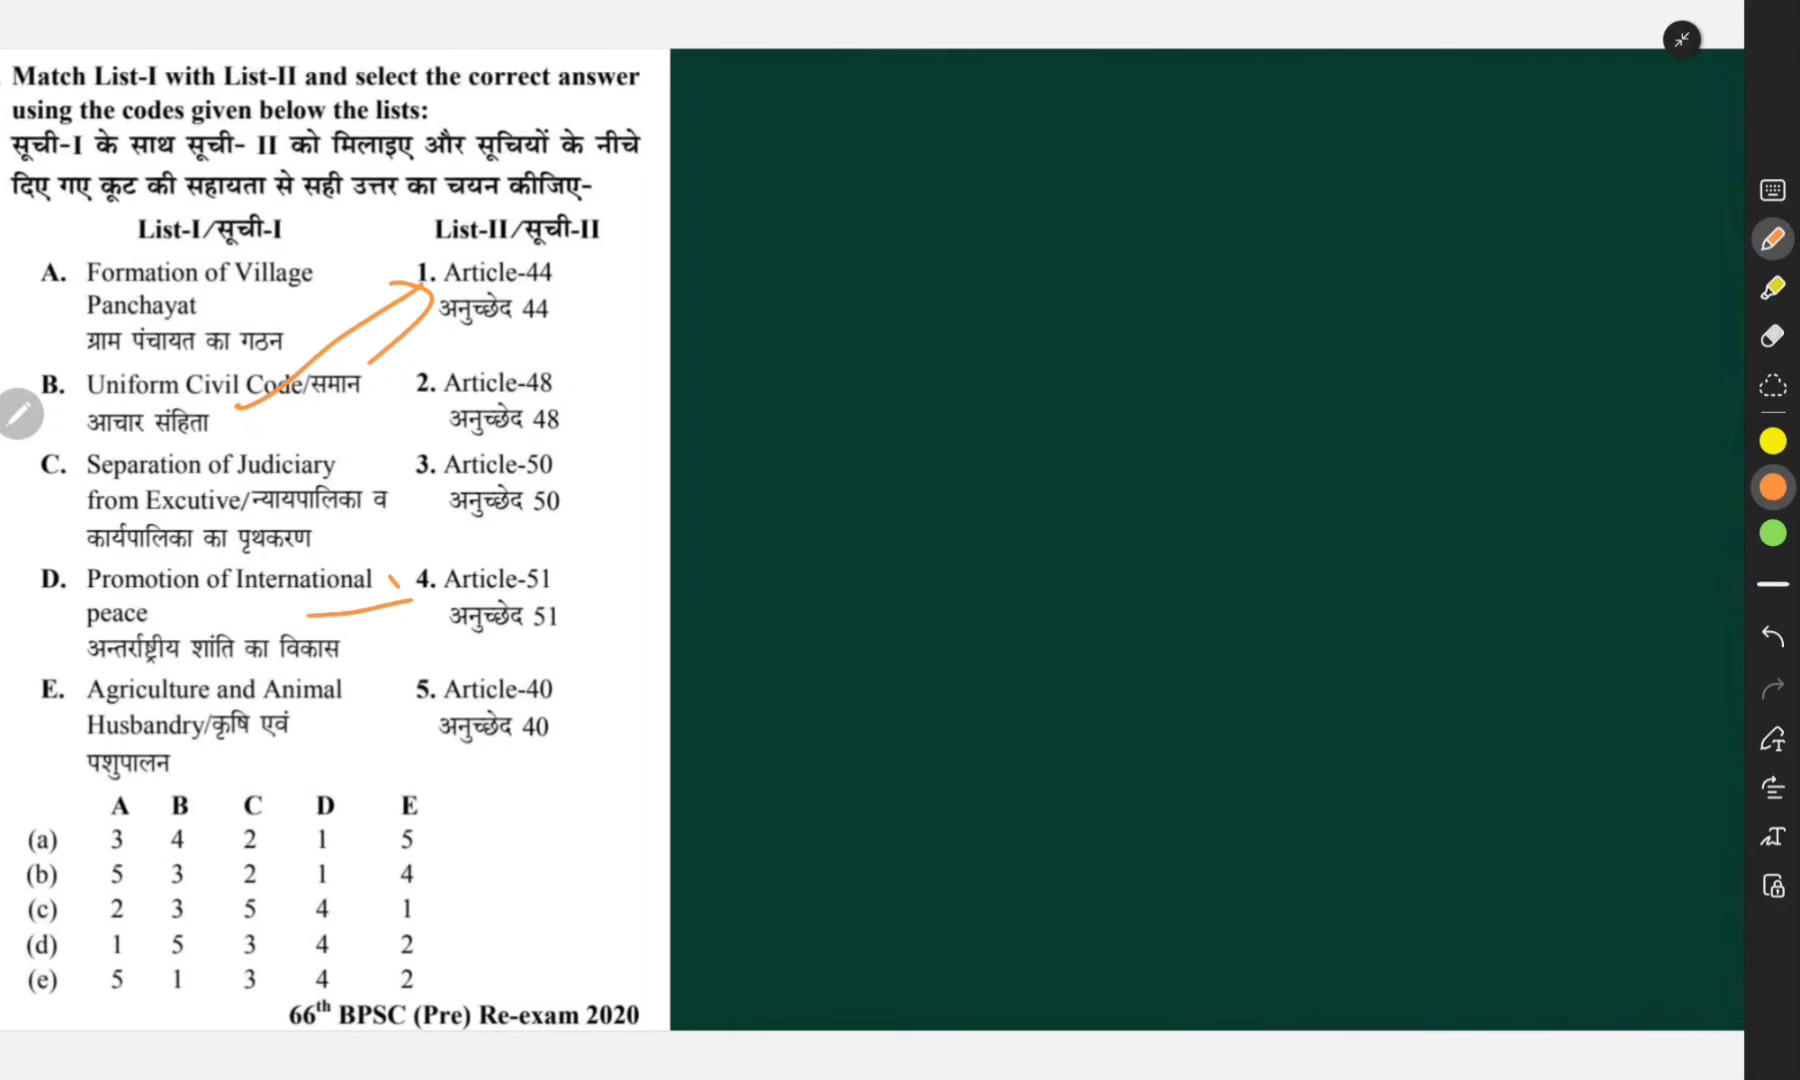 Match List-I with List-II and select the correct answer
using the codes given below the lists:
सूची-I के साथ सूची- II को मिलाइए और सूचियों के नीचे
दिए गए कूट की सहायता से सही उत्तर का चयन कीजिए-
List-I/सूची-I List-II/सूची-II
A. Formation of Village 1. Article-44
Panchayat अनुच्छेद 44
ग्राम पंचायत का गठन
B. Uniform Civil Code/समान 2. Article-48
आचार संहिता अनुच्छेद 48
C. Separation of Judiciary 3. Article-50
from Excutive/न्यायपालिका व अनुच्छेद 50
कार्यपालिका का पृथकरण
D. Promotion of International 4. Article-51
peace अनुच्छेद 51
अन्तर्राष्ट्रीय शांति का विकास
E. Agriculture and Animal 5. Article-40
Husbandry/कृषि एवं अनुच्छेद 40
पशुपालन
A B C D E
(a) 3 4 2 1 5
(b) 5 3 2 1 4
(c) 2 3 5 4 1
(d) 1 5 3 4 2
(e) 5 1 3 4 2
66th BPSC (Pre) Re-exam 2020